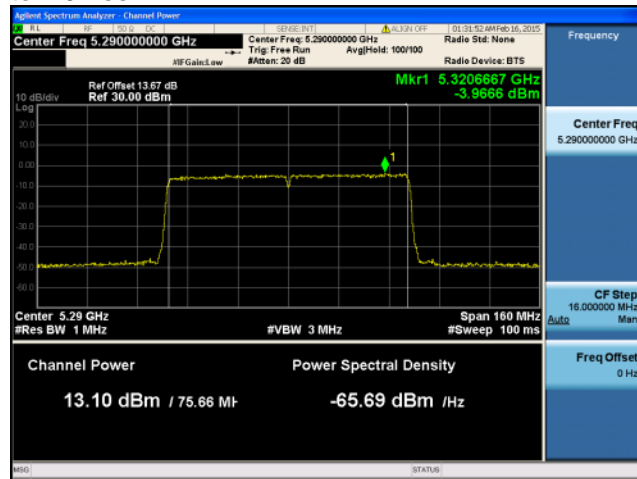 Agilent Spectrum Analyzer - Channel Power
RL RF 50 Ω DC SENSE:INT ALIGN OFF 01:31:52 AM Feb 16, 2015
Center Freq 5.290000000 GHz
Center Freq: 5.290000000 GHz
Radio Std: None
Trig: Free Run Avg|Hold: 100/100
#IFGain:Low #Atten: 20 dB Radio Device: BTS
Frequency
Mkr1 5.3206667 GHz
-3.9666 dBm
Ref Offset 13.67 dB
10 dB/div Ref 30.00 dBm
Log
20.0
10.0
0.00
-10.0
-20.0
-30.0
-40.0
-50.0
-60.0
1
Center 5.29 GHz Span 160 MHz
#Res BW 1 MHz #VBW 3 MHz #Sweep 100 ms
Channel Power Power Spectral Density
13.10 dBm / 75.66 MH -65.69 dBm /Hz
Center Freq
5.290000000 GHz
CF Step
16.000000 MHz
Auto Man
Freq Offset
0 Hz
MSG STATUS